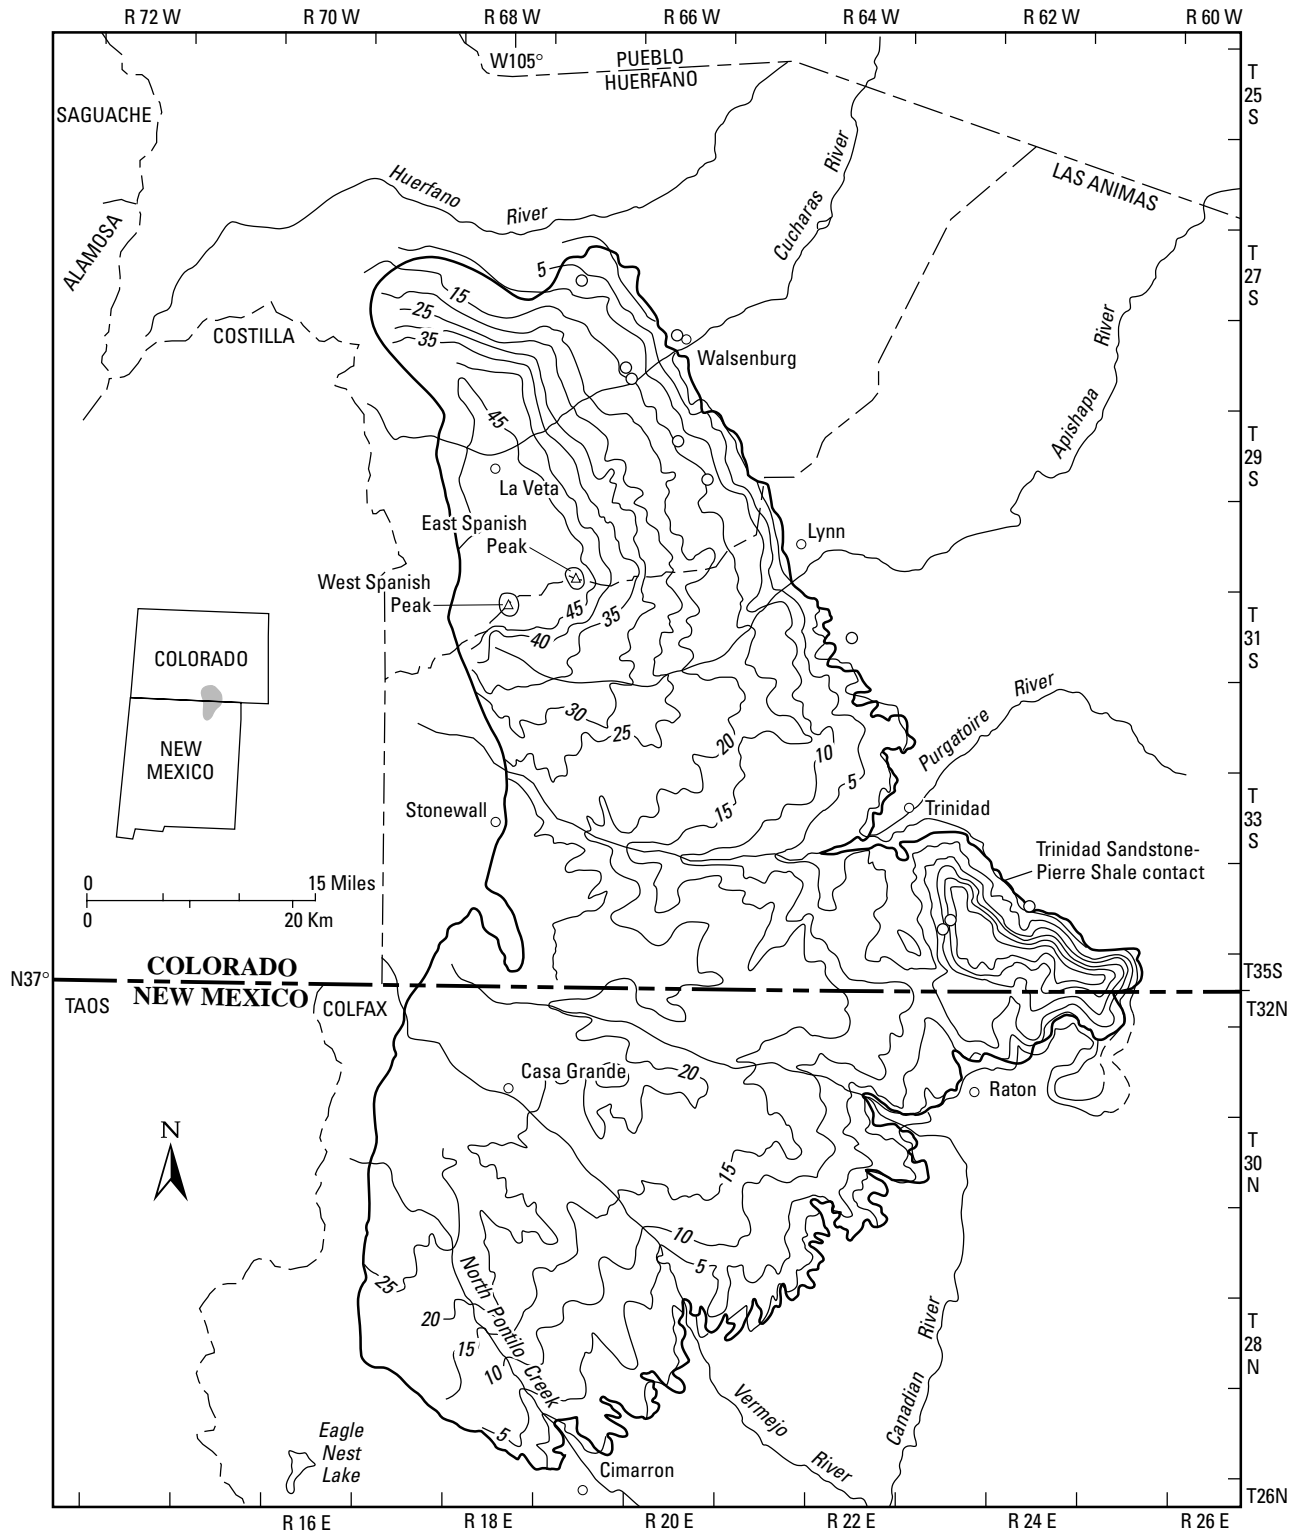 R 72 W
R 70 W
R 68 W
R 66 W
R 64 W
R 62 W
R 60 W
W105°
PUEBLO
HUERFANO
T
25
S
SAGUACHE
LAS ANIMAS
Huerfano
River
Cucharas
River
ALAMOSA
T
27
S
5
15
25
35
COSTILLA
Walsenburg
Apishapa
River
45
T
29
S
La Veta
East Spanish
Peak
Lynn
West Spanish
Peak
45
35
40
T
31
S
COLORADO
NEW
MEXICO
30
25
20
10
5
15
Purgatoire
River
Stonewall
Trinidad
T
33
S
Trinidad Sandstone-
Pierre Shale contact
0
15 Miles
0
20 Km
N37°
COLORADO
NEW MEXICO
T35S
T32N
TAOS
COLFAX
Casa Grande
20
Raton
N
T
30
N
15
10
5
25
20
15
10
5
North Pontilo Creek
T
28
N
Vermejo
River
Canadian
River
Eagle
Nest
Lake
Cimarron
T26N
R 16 E
R 18 E
R 20 E
R 22 E
R 24 E
R 26 E